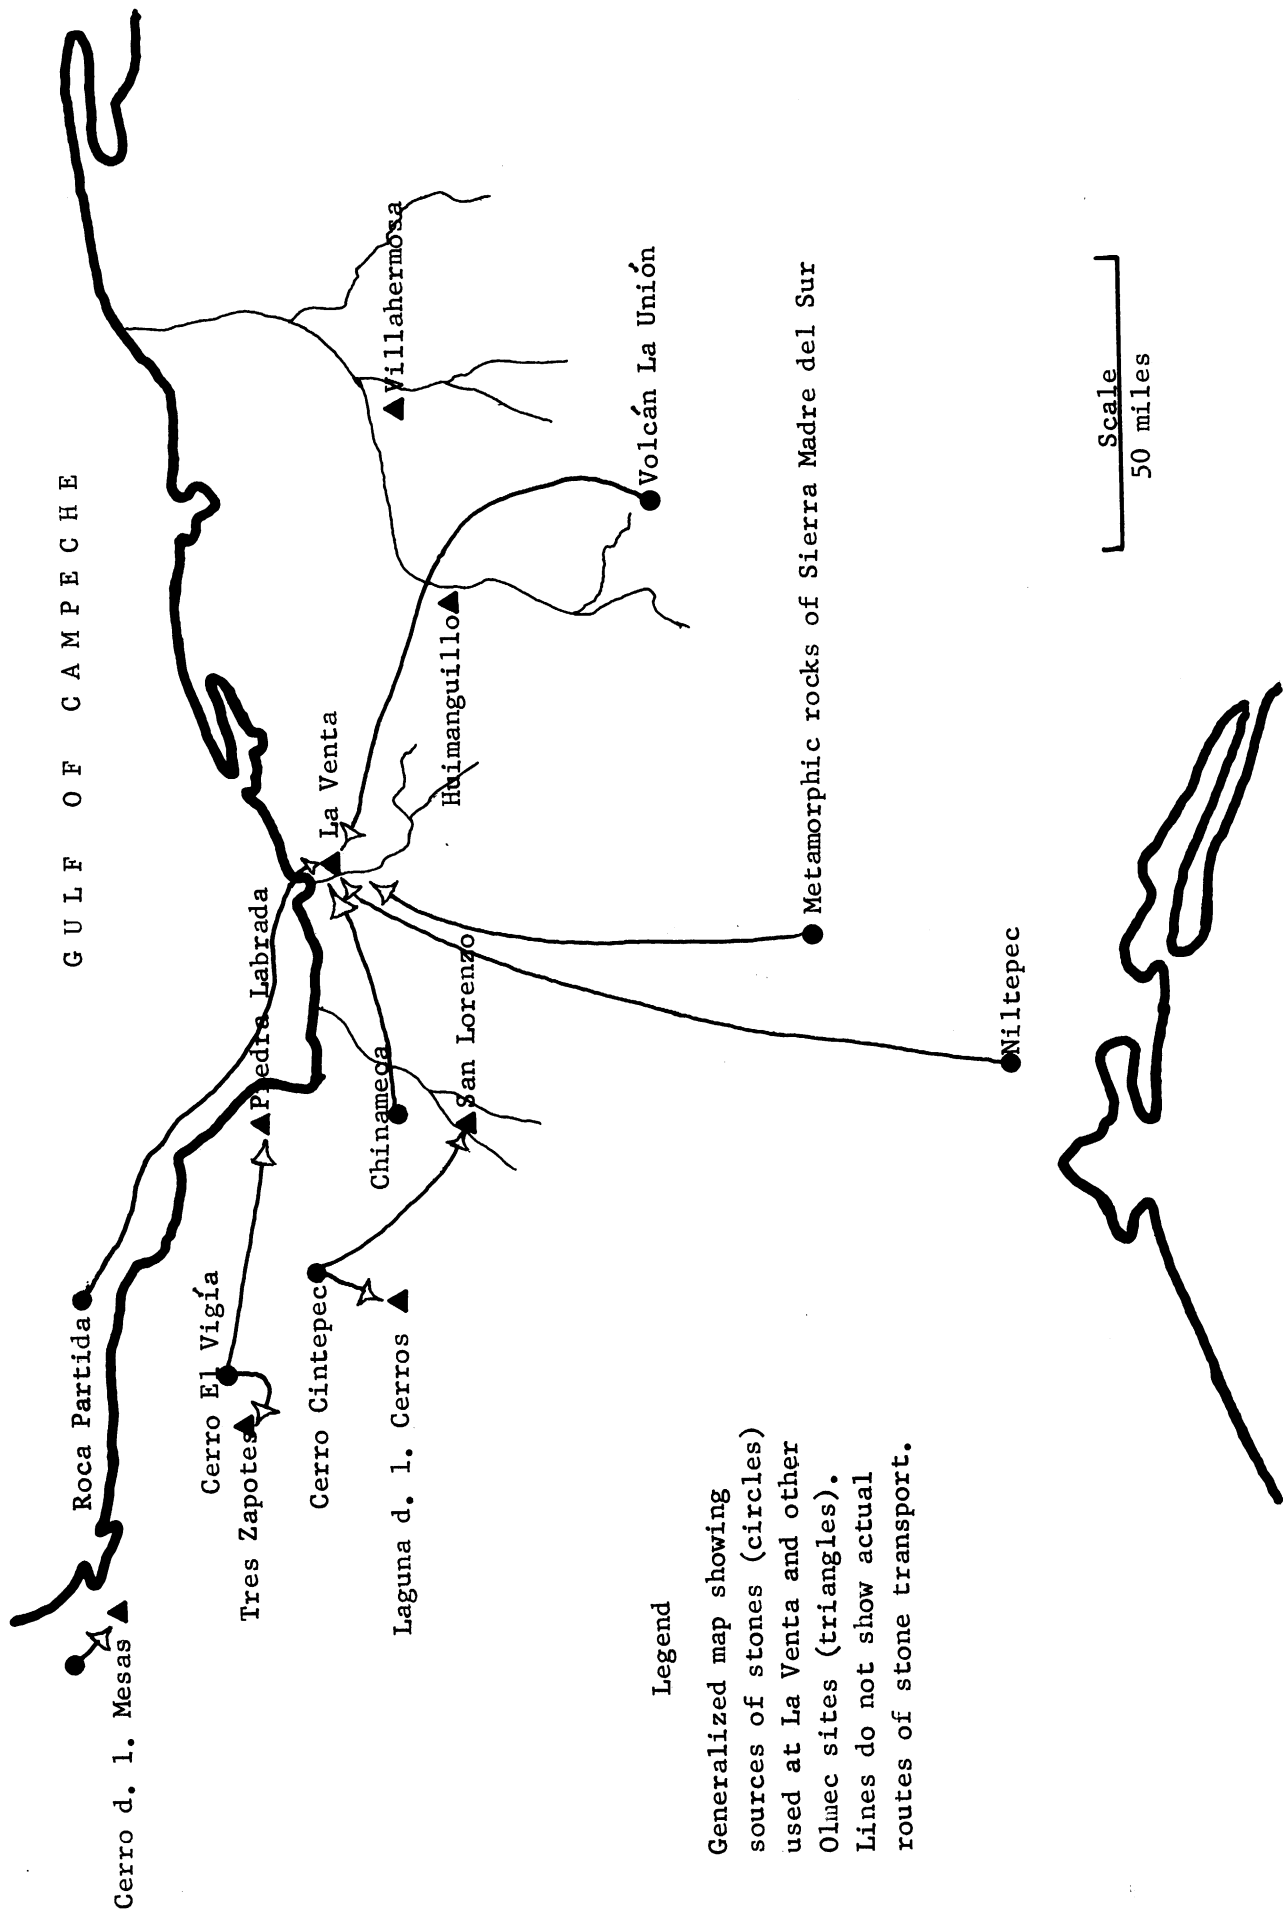 GULF OF CAMPECHE
Roca Partida
Cerro d. l. Mesas
Cerro El Vigía
Tres Zapotes
Piedra Labrada
Cerro Cintepec
La Venta
Laguna d. l. Cerros
Chinameca
Villahermosa
San Lorenzo
Huimanguillo
Volcán La Unión
Metamorphic rocks of Sierra Madre del Sur
Niltepec
Legend
Generalized map showing
sources of stones (circles)
used at La Venta and other
Olmec sites (triangles).
Lines do not show actual
routes of stone transport.
Scale
50 miles